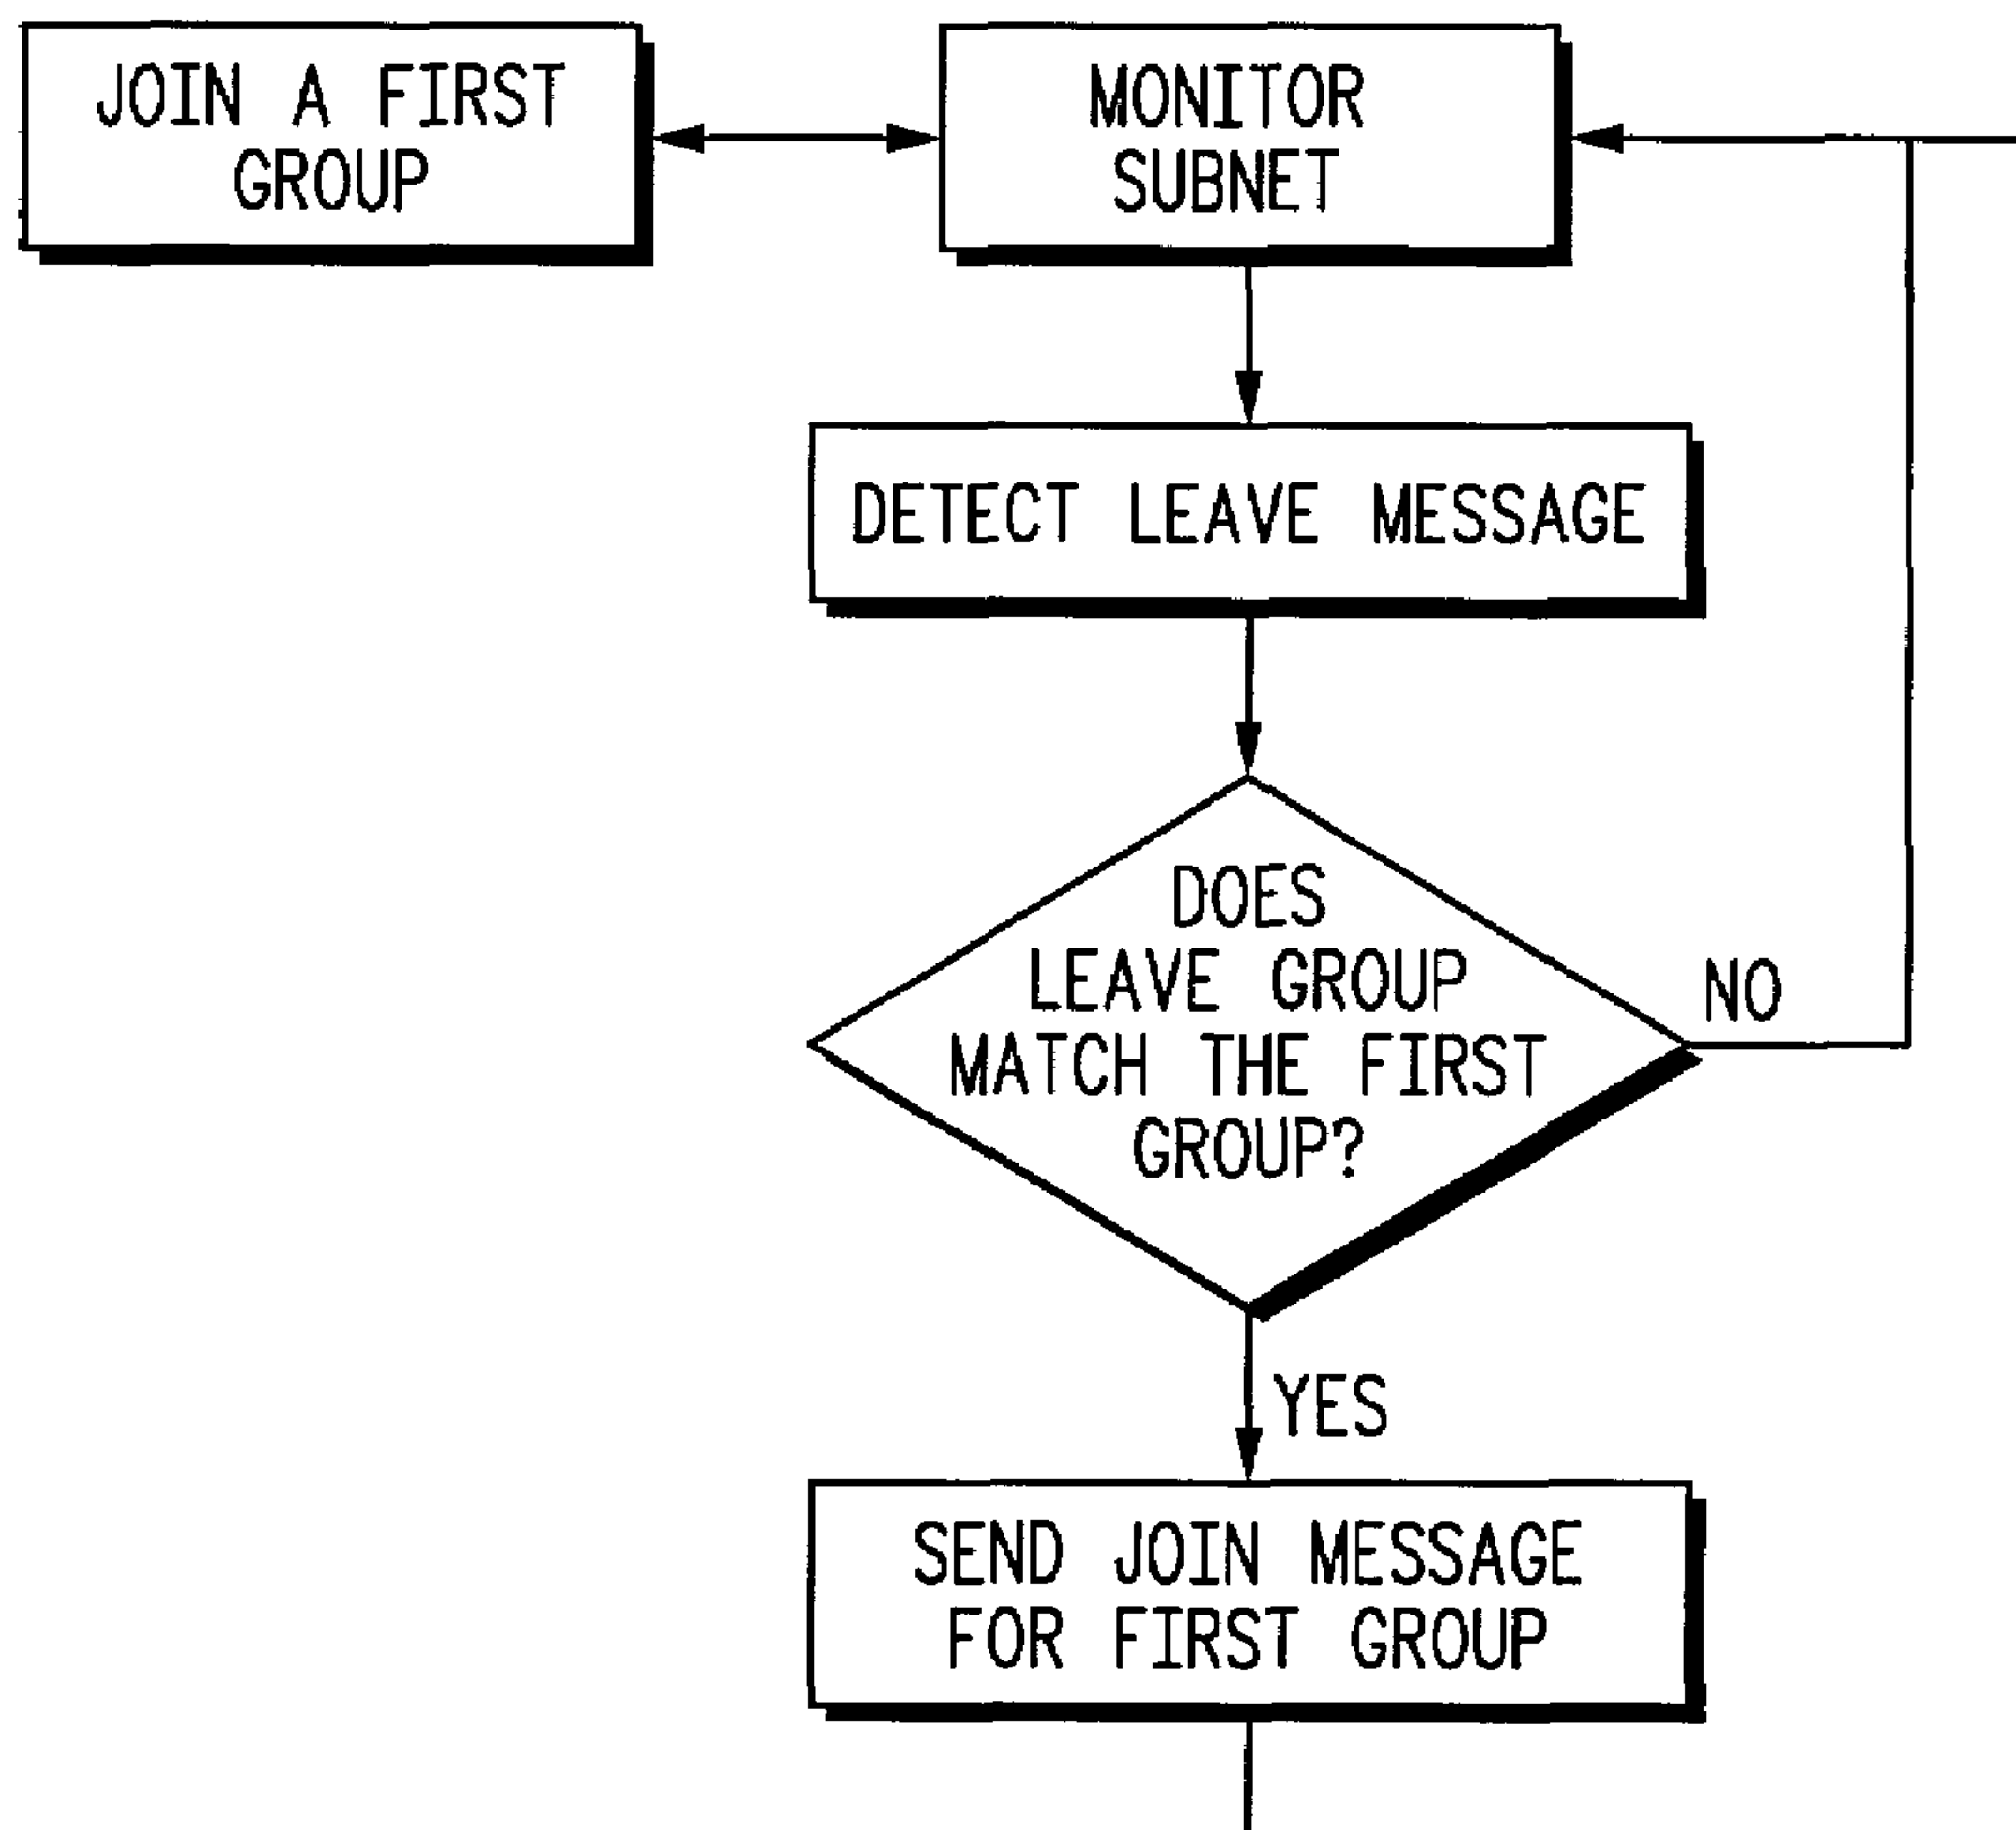 JOIN A FIRST
GROUP
MONITOR
SUBNET
DETECT LEAVE MESSAGE
DOES
LEAVE GROUP
MATCH THE FIRST
GROUP?
NO
YES
SEND JOIN MESSAGE
FOR FIRST GROUP